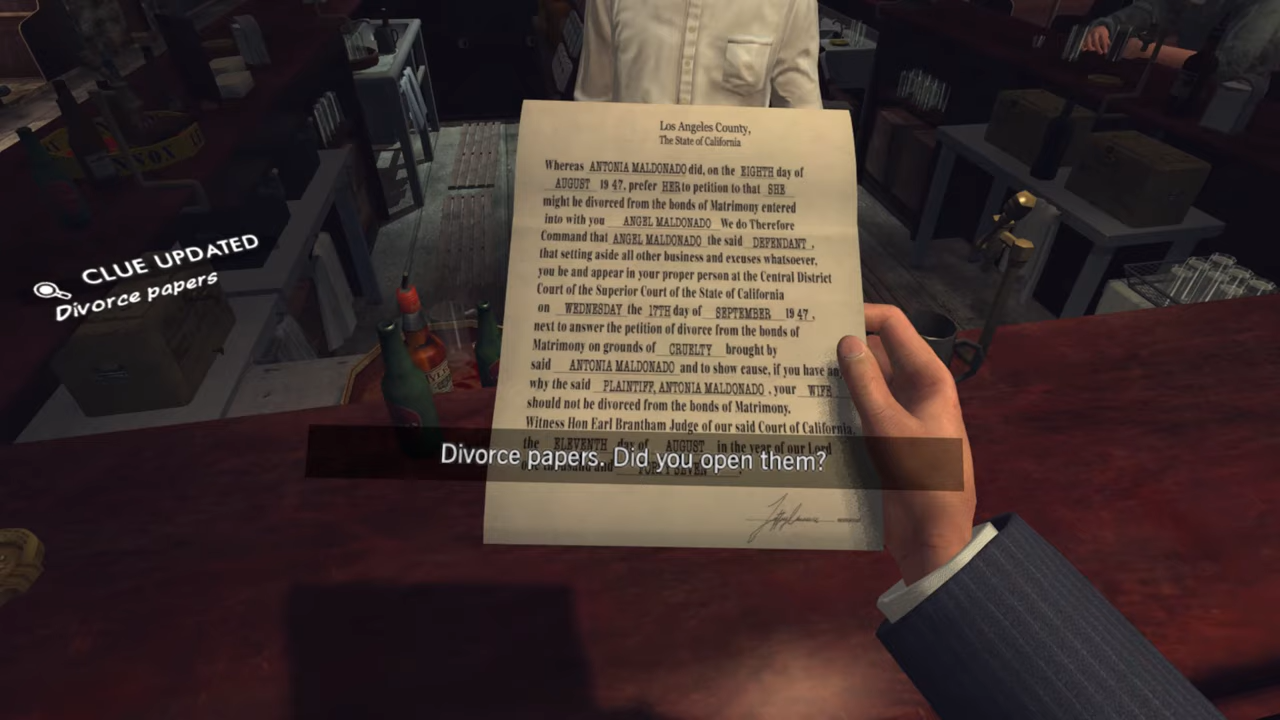 Los Angeles County,
The State of California
Whereas ANTONIA MALDONADO did, on the EIGHTH day of
AUGUST 19 47, prefer HER to petition to that SHE
might be divorced from the bonds of Matrimony entered
into with you ANGEL MALDONADO We do Therefore
Command that ANGEL MALDONADO the said DEFENDANT,
that setting aside all other business and excuses whatsoever,
you be and appear in your proper person at the Central District
Court of the Superior Court of the State of California
on WEDNESDAY the 17TH day of SEPTEMBER 19 47,
next to answer the petition of divorce from the bonds of
Matrimony on grounds of CRUELTY brought by
said ANTONIA MALDONADO and to show cause, if you have any
why the said PLAINTIFF, ANTONIA MALDONADO, your WIFE
should not be divorced from the bonds of Matrimony.
Witness Hon Earl Brantham Judge of our said Court of California,
the ELEVENTH day of AUGUST in the year of our Lord
one thousand and FORTY SEVEN.
CLUE UPDATED
Divorce papers
Divorce papers. Did you open them?